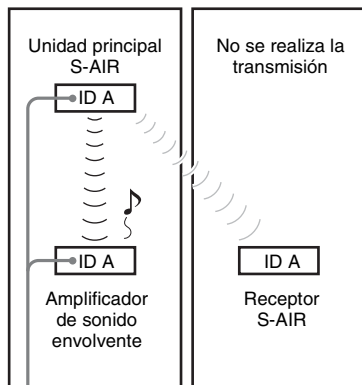 Unidad principal
S-AIR
ID A
ID A
Amplificador
de sonido
envolvente
No se realiza la
transmisión
ID A
Receptor
S-AIR